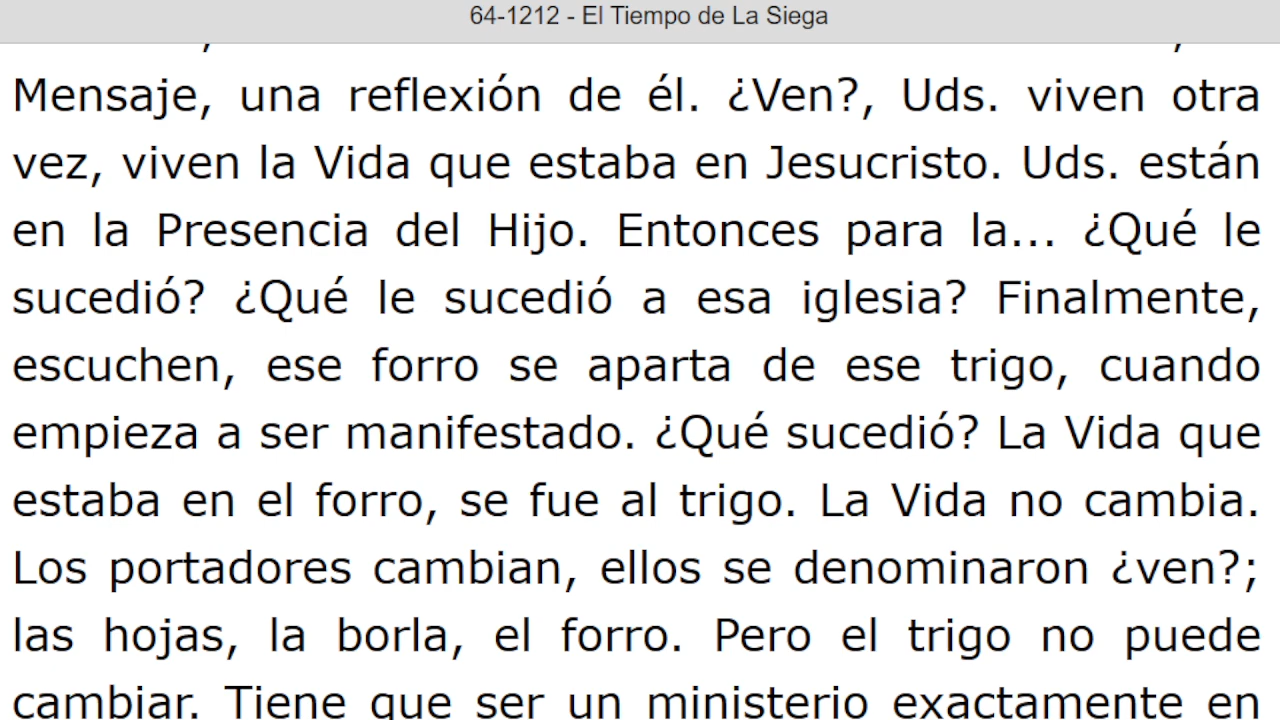 64-1212 - El Tiempo de La Siega
Mensaje, una reflexión de él. ¿Ven?, Uds. viven otra
vez, viven la Vida que estaba en Jesucristo. Uds. están
en la Presencia del Hijo. Entonces para la... ¿Qué le
sucedió? ¿Qué le sucedió a esa iglesia? Finalmente,
escuchen, ese forro se aparta de ese trigo, cuando
empieza a ser manifestado. ¿Qué sucedió? La Vida que
estaba en el forro, se fue al trigo. La Vida no cambia.
Los portadores cambian, ellos se denominaron ¿ven?;
las hojas, la borla, el forro. Pero el trigo no puede
cambiar. Tiene que ser un ministerio exactamente en